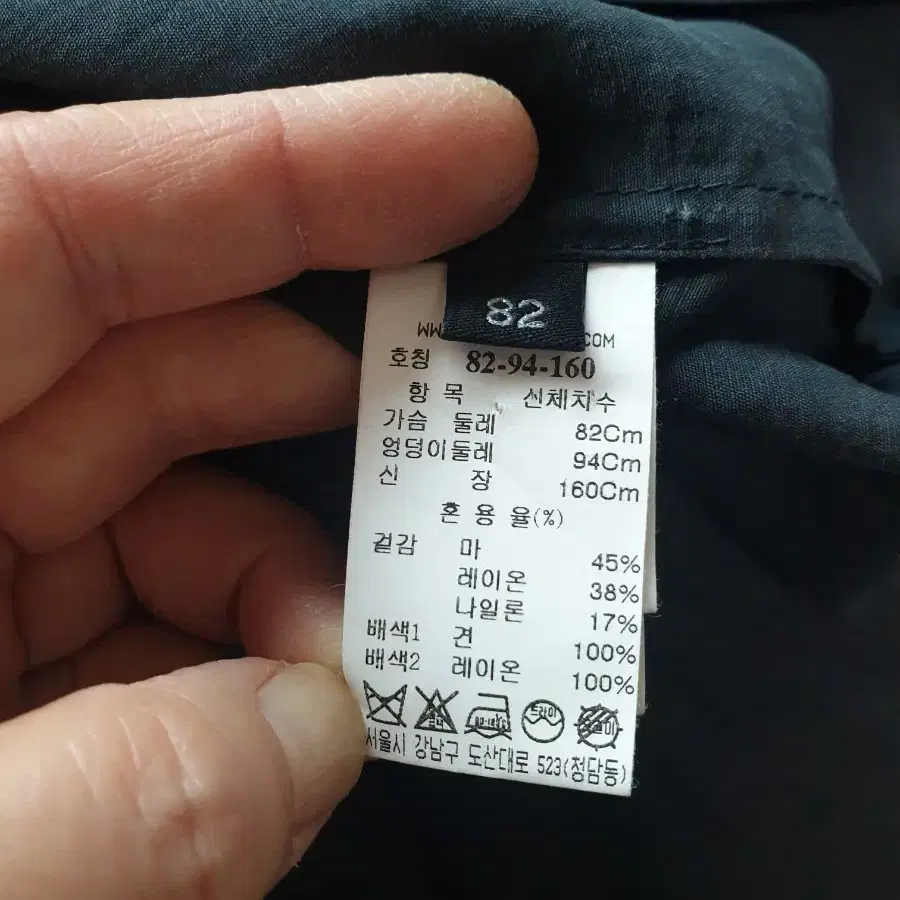 82
WW .COM
호칭 82-94-160
항 목 신체치수
가슴 둘레 82Cm
엉덩이둘레 94Cm
신 장 160Cm
혼 용 율(%)
겉감 마 45%
레이온 38%
나일론 17%
배색1 견 100%
배색2 레이온 100%
드라이
서울시 강남구 도산대로 523(청담동)